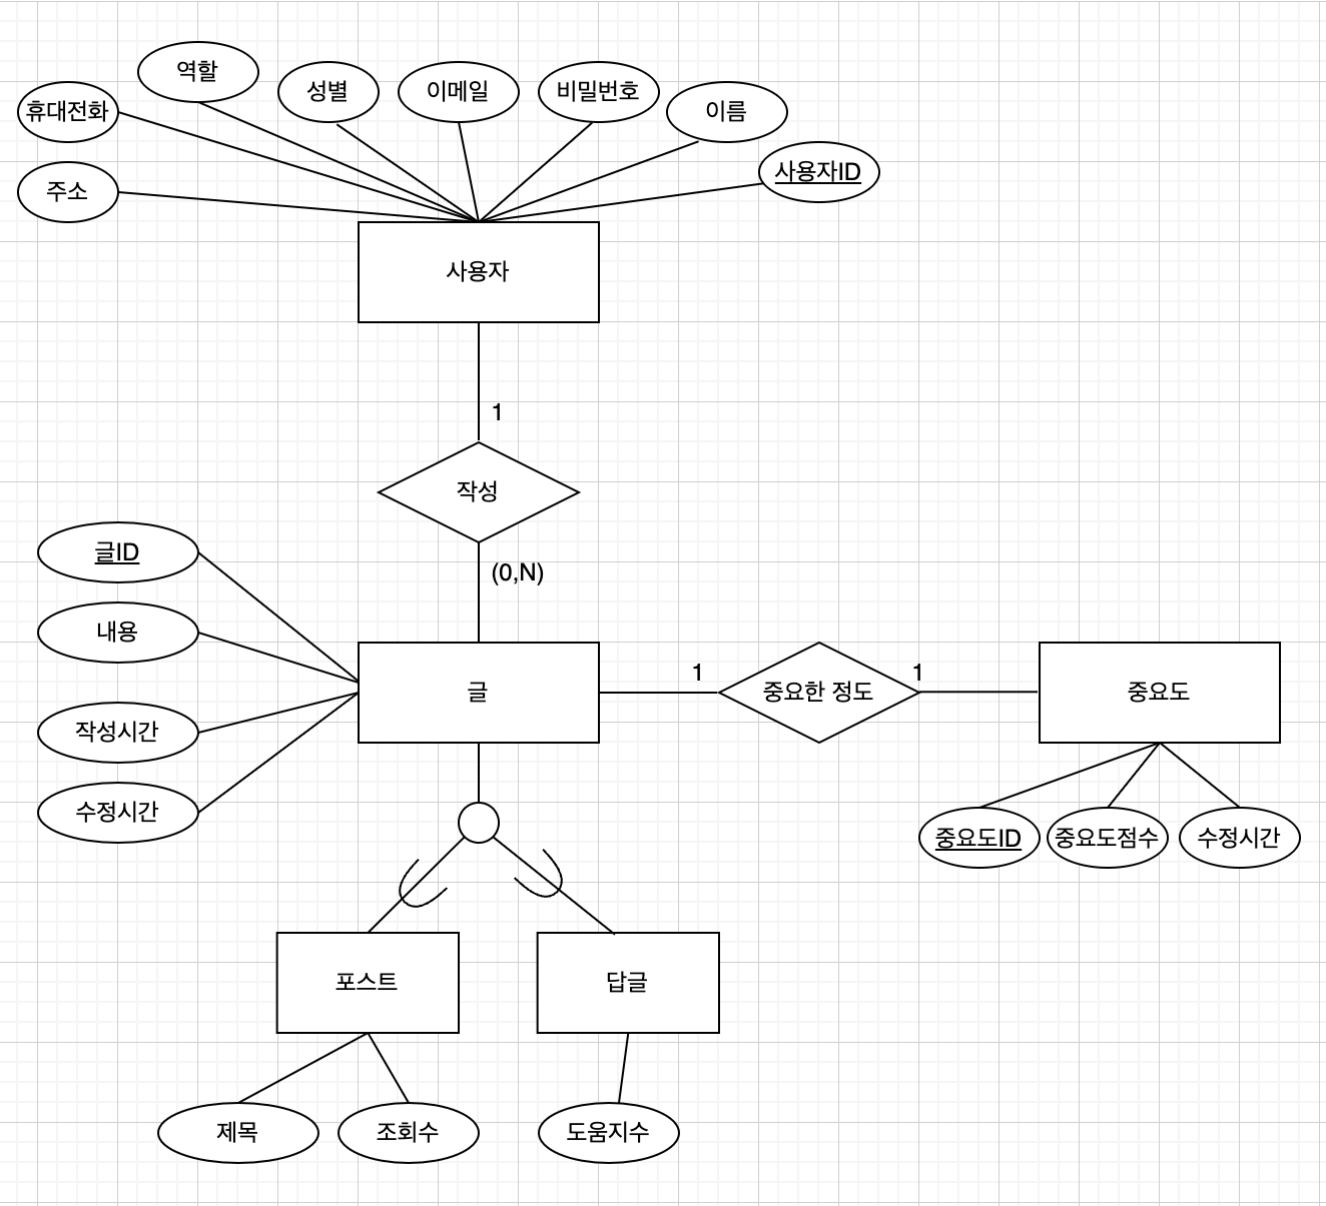 역할
성별
이메일
비밀번호
휴대전화
이름
주소
사용자ID
사용자
1
작성
(0,N)
글ID
내용
글
1
중요한 정도
1
중요도
작성시간
수정시간
중요도ID
중요도점수
수정시간
포스트
답글
제목
조회수
도움지수